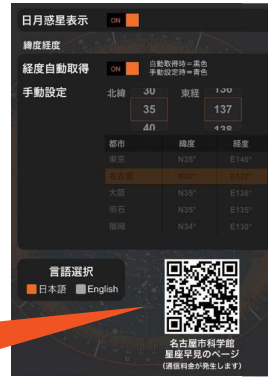 日月惑星表示 ON
緯度経度
経度自動取得 ON 自動取得時=黒色
手動設定時=青色
手動設定 北緯 30 東経 136
35 137
40 138
都市 緯度 経度
東京 N35° E140°
名古屋 N35° E137°
大阪 N35° E136°
明石 N35° E135°
福岡 N34° E130°
言語選択
日本語 English
名古屋市科学館
星座早見のページ
(通信料金が発生します)